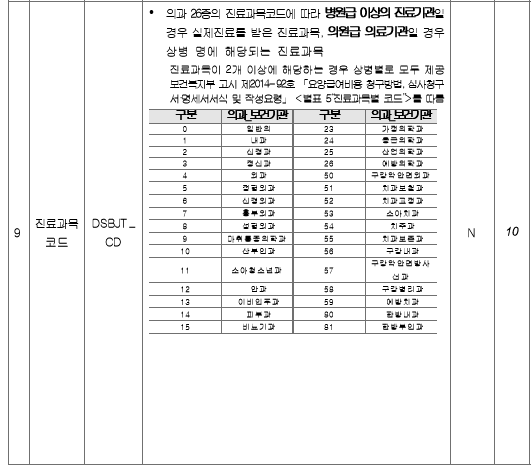 • 의과 26종의 진료과목코드에 따라 병원급 이상의 진료기관일
경우 실제진료를 받은 진료과목, 의원급 의료기관일 경우
상병 명에 해당되는 진료과목
진료과목이 2개 이상에 해당하는 경우 상병별로 모두 제공
보건복지부 고시 제2014-92호 「요양급여비용 청구방법, 심사청구
서·명세서서식 및 작성요령」 <별표 5"진료과목별 코드">를 따름
구분 의과_보건기관 구분 의과_보건기관
0 일반의 23 가정의학과
1 내과 24 응급의학과
2 신경과 25 산업의학과
3 정신과 26 예방의학과
4 외과 50 구강악안면외과
5 정형외과 51 치과보철과
6 신경외과 52 치과교정과
7 흉부외과 53 소아치과
8 성형외과 54 치주과
9 마취통증의학과 55 치과보존과
10 산부인과 56 구강내과
11 소아청소년과 57 구강악안면방사
선과
12 안과 58 구강병리과
13 이비인후과 59 예방치과
14 피부과 80 한방내과
15 비뇨기과 81 한방부인과
9 진료과목
코드 DSBJT_
CD N 10